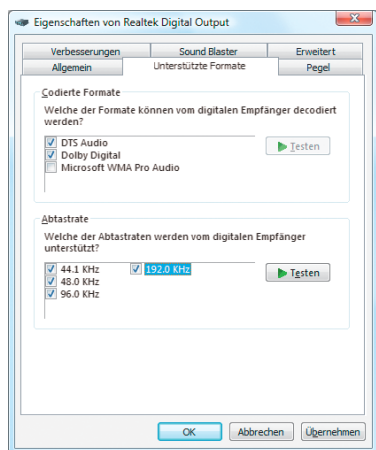 Eigenschaften von Realtek Digital Output
Verbesserungen Sound Blaster Erweitert
Allgemein Unterstützte Formate Pegel
Codierte Formate
Welche der Formate können vom digitalen Empfänger decodiert
werden?
DTS Audio
Dolby Digital
Microsoft WMA Pro Audio
Testen
Abtastrate
Welche der Abtastraten werden vom digitalen Empfänger
unterstützt?
44.1 KHz 192.0 KHz
48.0 KHz
96.0 KHz
Testen
OK Abbrechen Übernehmen